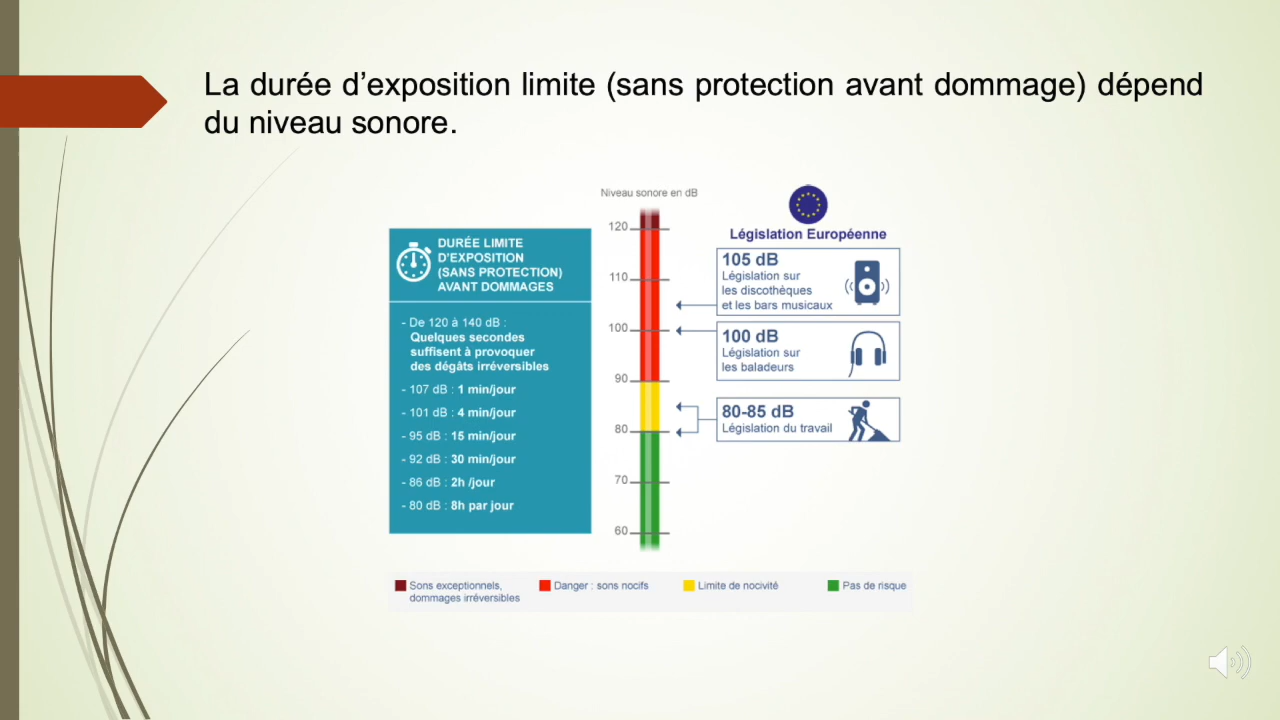 La durée d’exposition limite (sans protection avant dommage) dépend
du niveau sonore.
DURÉE LIMITE
D'EXPOSITION
(SANS PROTECTION)
AVANT DOMMAGES
- De 120 à 140 dB :
Quelques secondes
suffisent à provoquer
des dégâts irréversibles
- 107 dB : 1 min/jour
- 101 dB : 4 min/jour
- 95 dB : 15 min/jour
- 92 dB : 30 min/jour
- 86 dB : 2h /jour
- 80 dB : 8h par jour
Niveau sonore en dB
120
110
100
90
80
70
60
Législation Européenne
105 dB
Législation sur
les discothèques
et les bars musicaux
100 dB
Législation sur
les baladeurs
80-85 dB
Législation du travail
Sons exceptionnels,
dommages irréversibles
Danger : sons nocifs
Limite de nocivité
Pas de risque